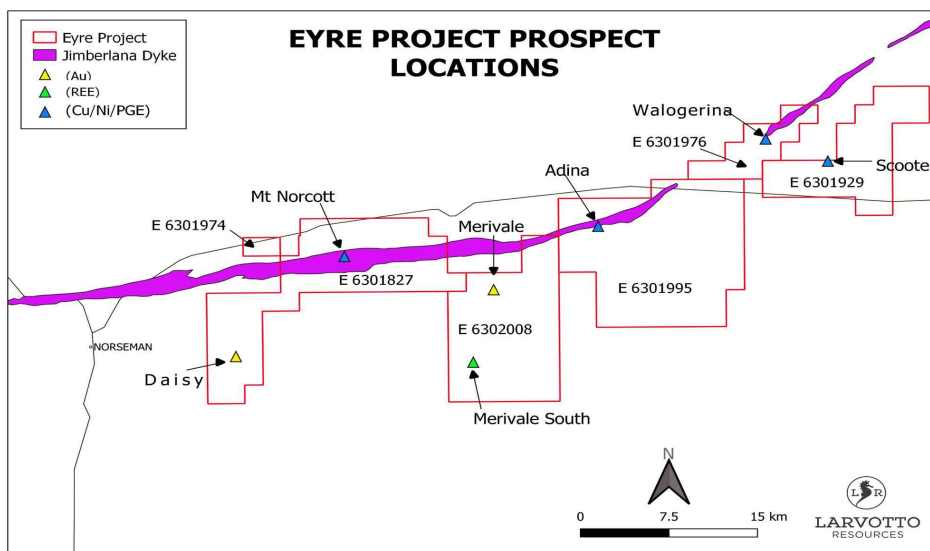 EYRE PROJECT PROSPECT
LOCATIONS
Eyre Project
Jimberlana Dyke
(Au)
(REE)
(Cu/Ni/PGE)
Walogerina
E 6301976
Scoote
E 6301929
Adina
Mt Norcott
E 6301974
Merivale
E 6301827
E 6301995
E 6302008
NORSEMAN
Daisy
Merivale South
N
0 7.5 15 km
L R
LARVOTTO
RESOURCES